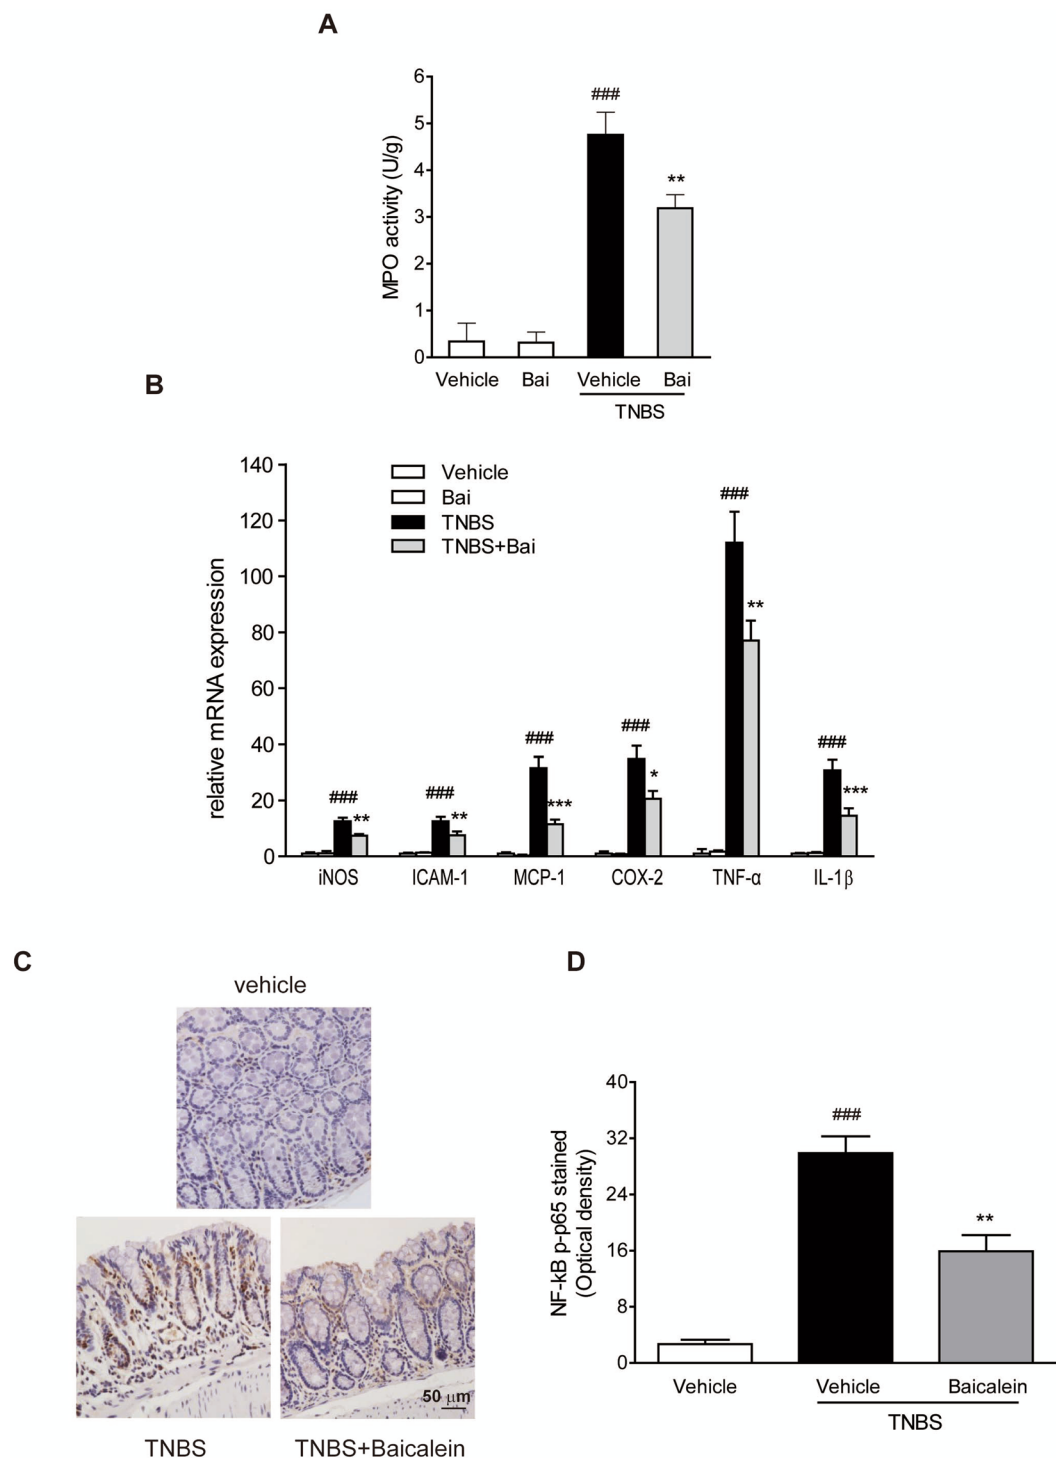 A
MPO activity (U/g)
6
5
4
3
2
1
0
###
**
Vehicle Bai Vehicle Bai
TNBS
B
relative mRNA expression
140
120
100
80
60
40
20
0
Vehicle
Bai
TNBS
TNBS+Bai
### ** ### ** ### *** ### * ### ** ### ***
iNOS ICAM-1 MCP-1 COX-2 TNF-α IL-1β
C
vehicle
50 μm
TNBS TNBS+Baicalein
D
NF-kB p-p65 stained
(Optical density)
40
32
24
16
8
0
###
**
Vehicle Vehicle Baicalein
TNBS